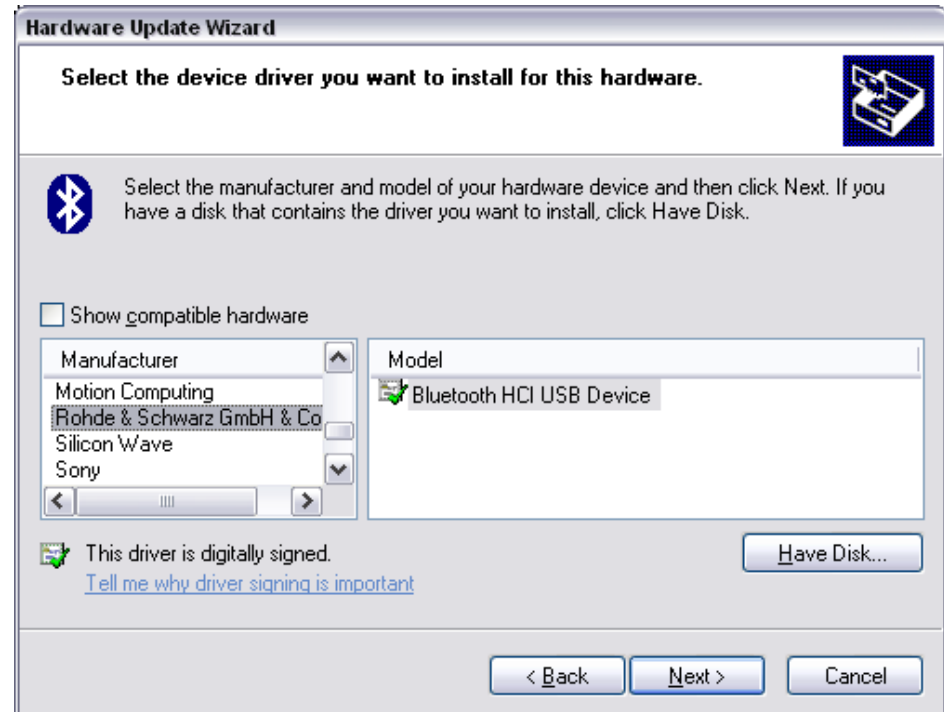 Hardware Update Wizard
Select the device driver you want to install for this hardware.
Select the manufacturer and model of your hardware device and then click Next. If you
have a disk that contains the driver you want to install, click Have Disk.
Show compatible hardware
Manufacturer
Motion Computing
Rohde & Schwarz GmbH & Co
Silicon Wave
Sony
Model
Bluetooth HCI USB Device
This driver is digitally signed.
Tell me why driver signing is important
Have Disk...
< Back
Next >
Cancel